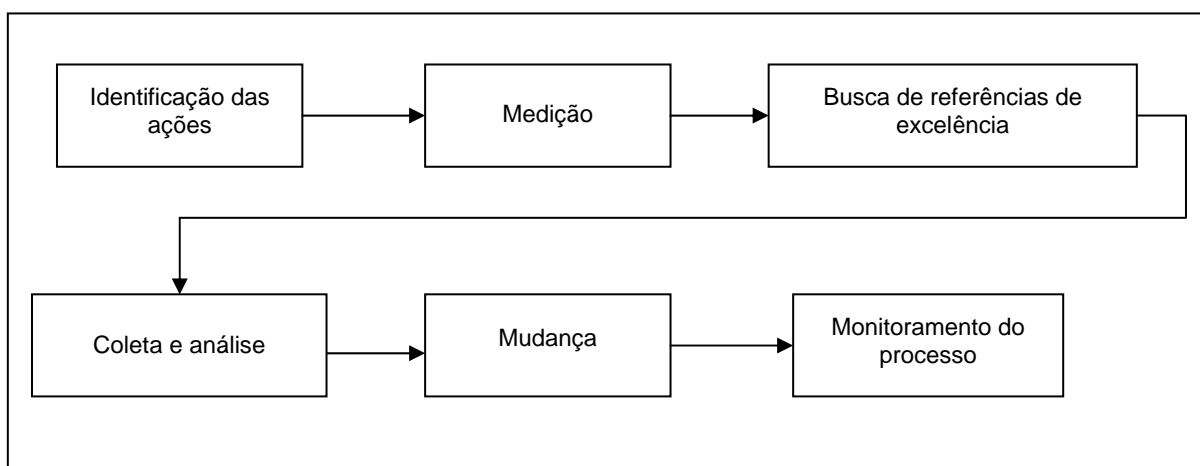 Identificação das
ações
Medição
Busca de referências de
excelência
Coleta e análise
Mudança
Monitoramento do
processo